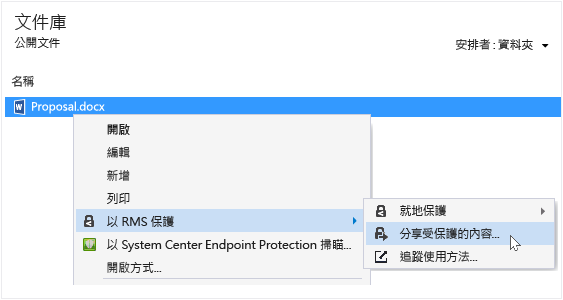 文件庫
公開文件
安排者：資料夾
名稱
Proposal.docx
開啟
編輯
新增
列印
以 RMS 保護
以 System Center Endpoint Protection 掃瞄...
開啟方式...
就地保護
分享受保護的內容...
追蹤使用方法...